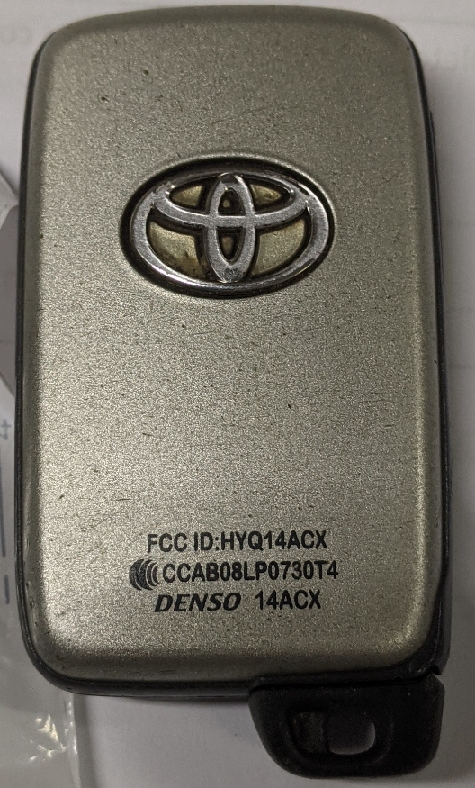 FCC ID:HYQ14ACX
CCAB08LP0730T4
DENSO 14ACX